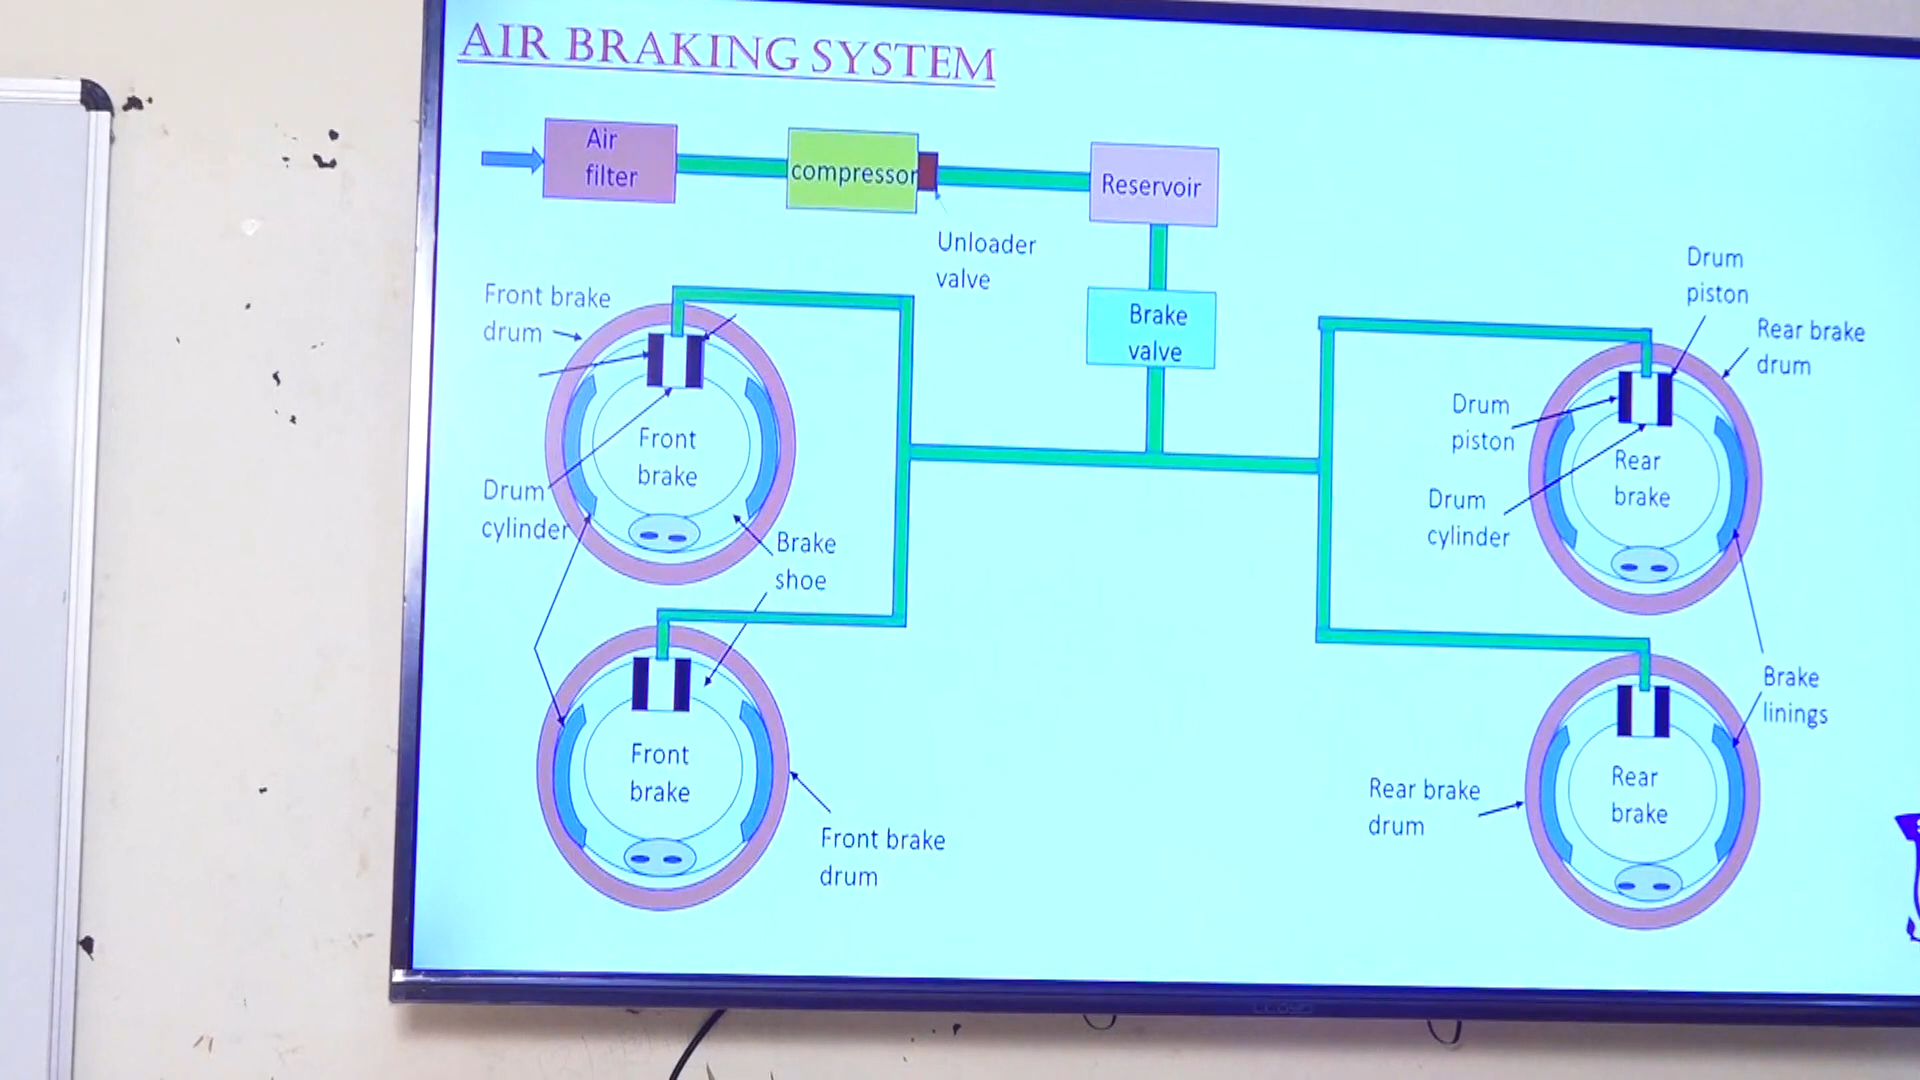 AIR BRAKING SYSTEM
Air
filter
compressor
Reservoir
Unloader
valve
Brake
valve
Front brake
drum
Front
brake
Drum
cylinder
Brake
shoe
Front
brake
Front brake
drum
Drum
piston
Rear brake
drum
Drum
piston
Rear
brake
Drum
cylinder
Brake
linings
Rear brake
drum
Rear
brake